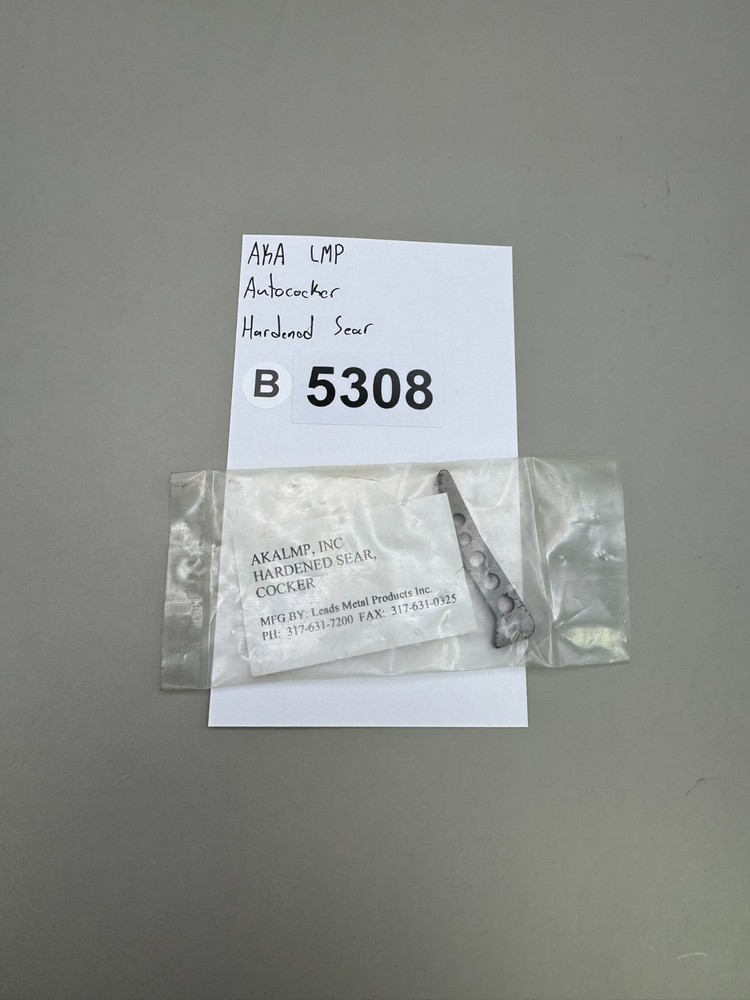 AKA LMP
Autococker
Hardened Sear
B 5308
AKALMP, INC
HARDENED SEAR,
COCKER
MFG BY: Leads Metal Products Inc.
PH: 317-631-7200 FAX: 317-631-0325